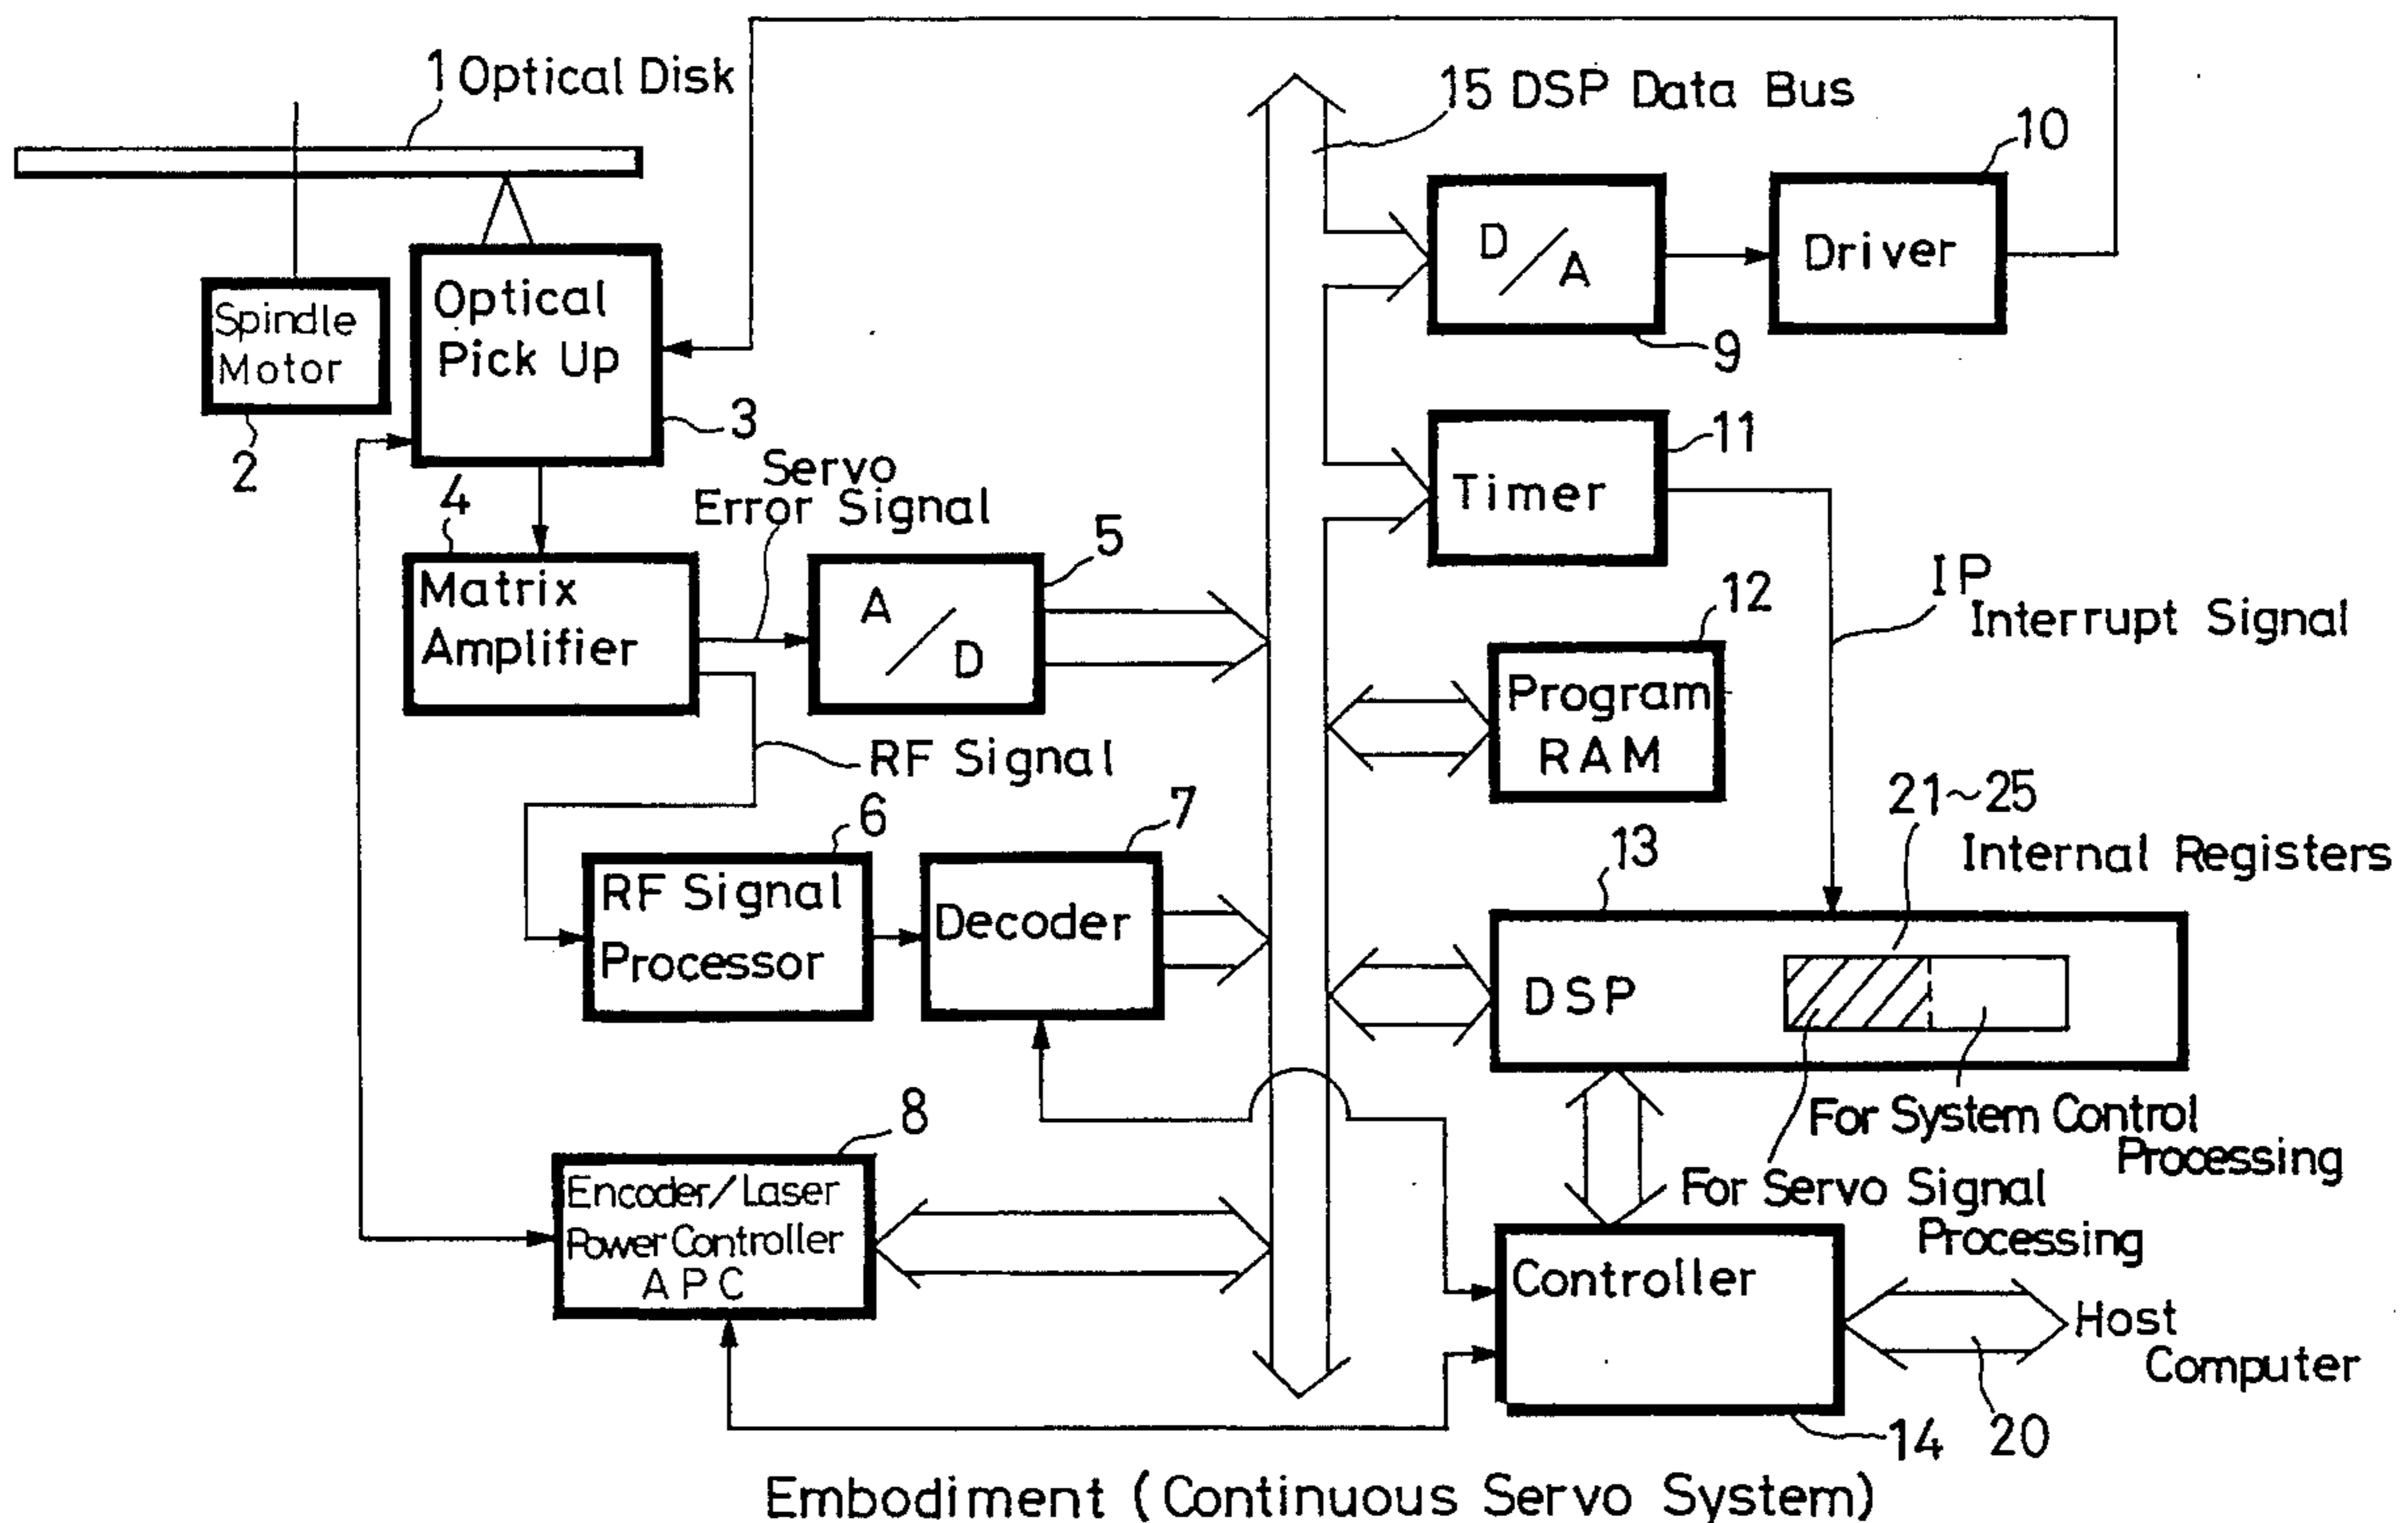 1 Optical Disk
15 DSP Data Bus
10
D/A
Driver
9
Spindle
Motor
2
Optical
Pick Up
3
11
Timer
4
Servo
Error Signal
5
Matrix
Amplifier
A/D
IP
Interrupt Signal
12
Program
RAM
RF Signal
6
7
21~25
Internal Registers
13
RF Signal
Processor
Decoder
DSP
For System Control
Processing
For Servo Signal
Processing
8
Encoder/Laser
Power Controller
APC
Controller
Host
Computer
14
20
Embodiment (Continuous Servo System)